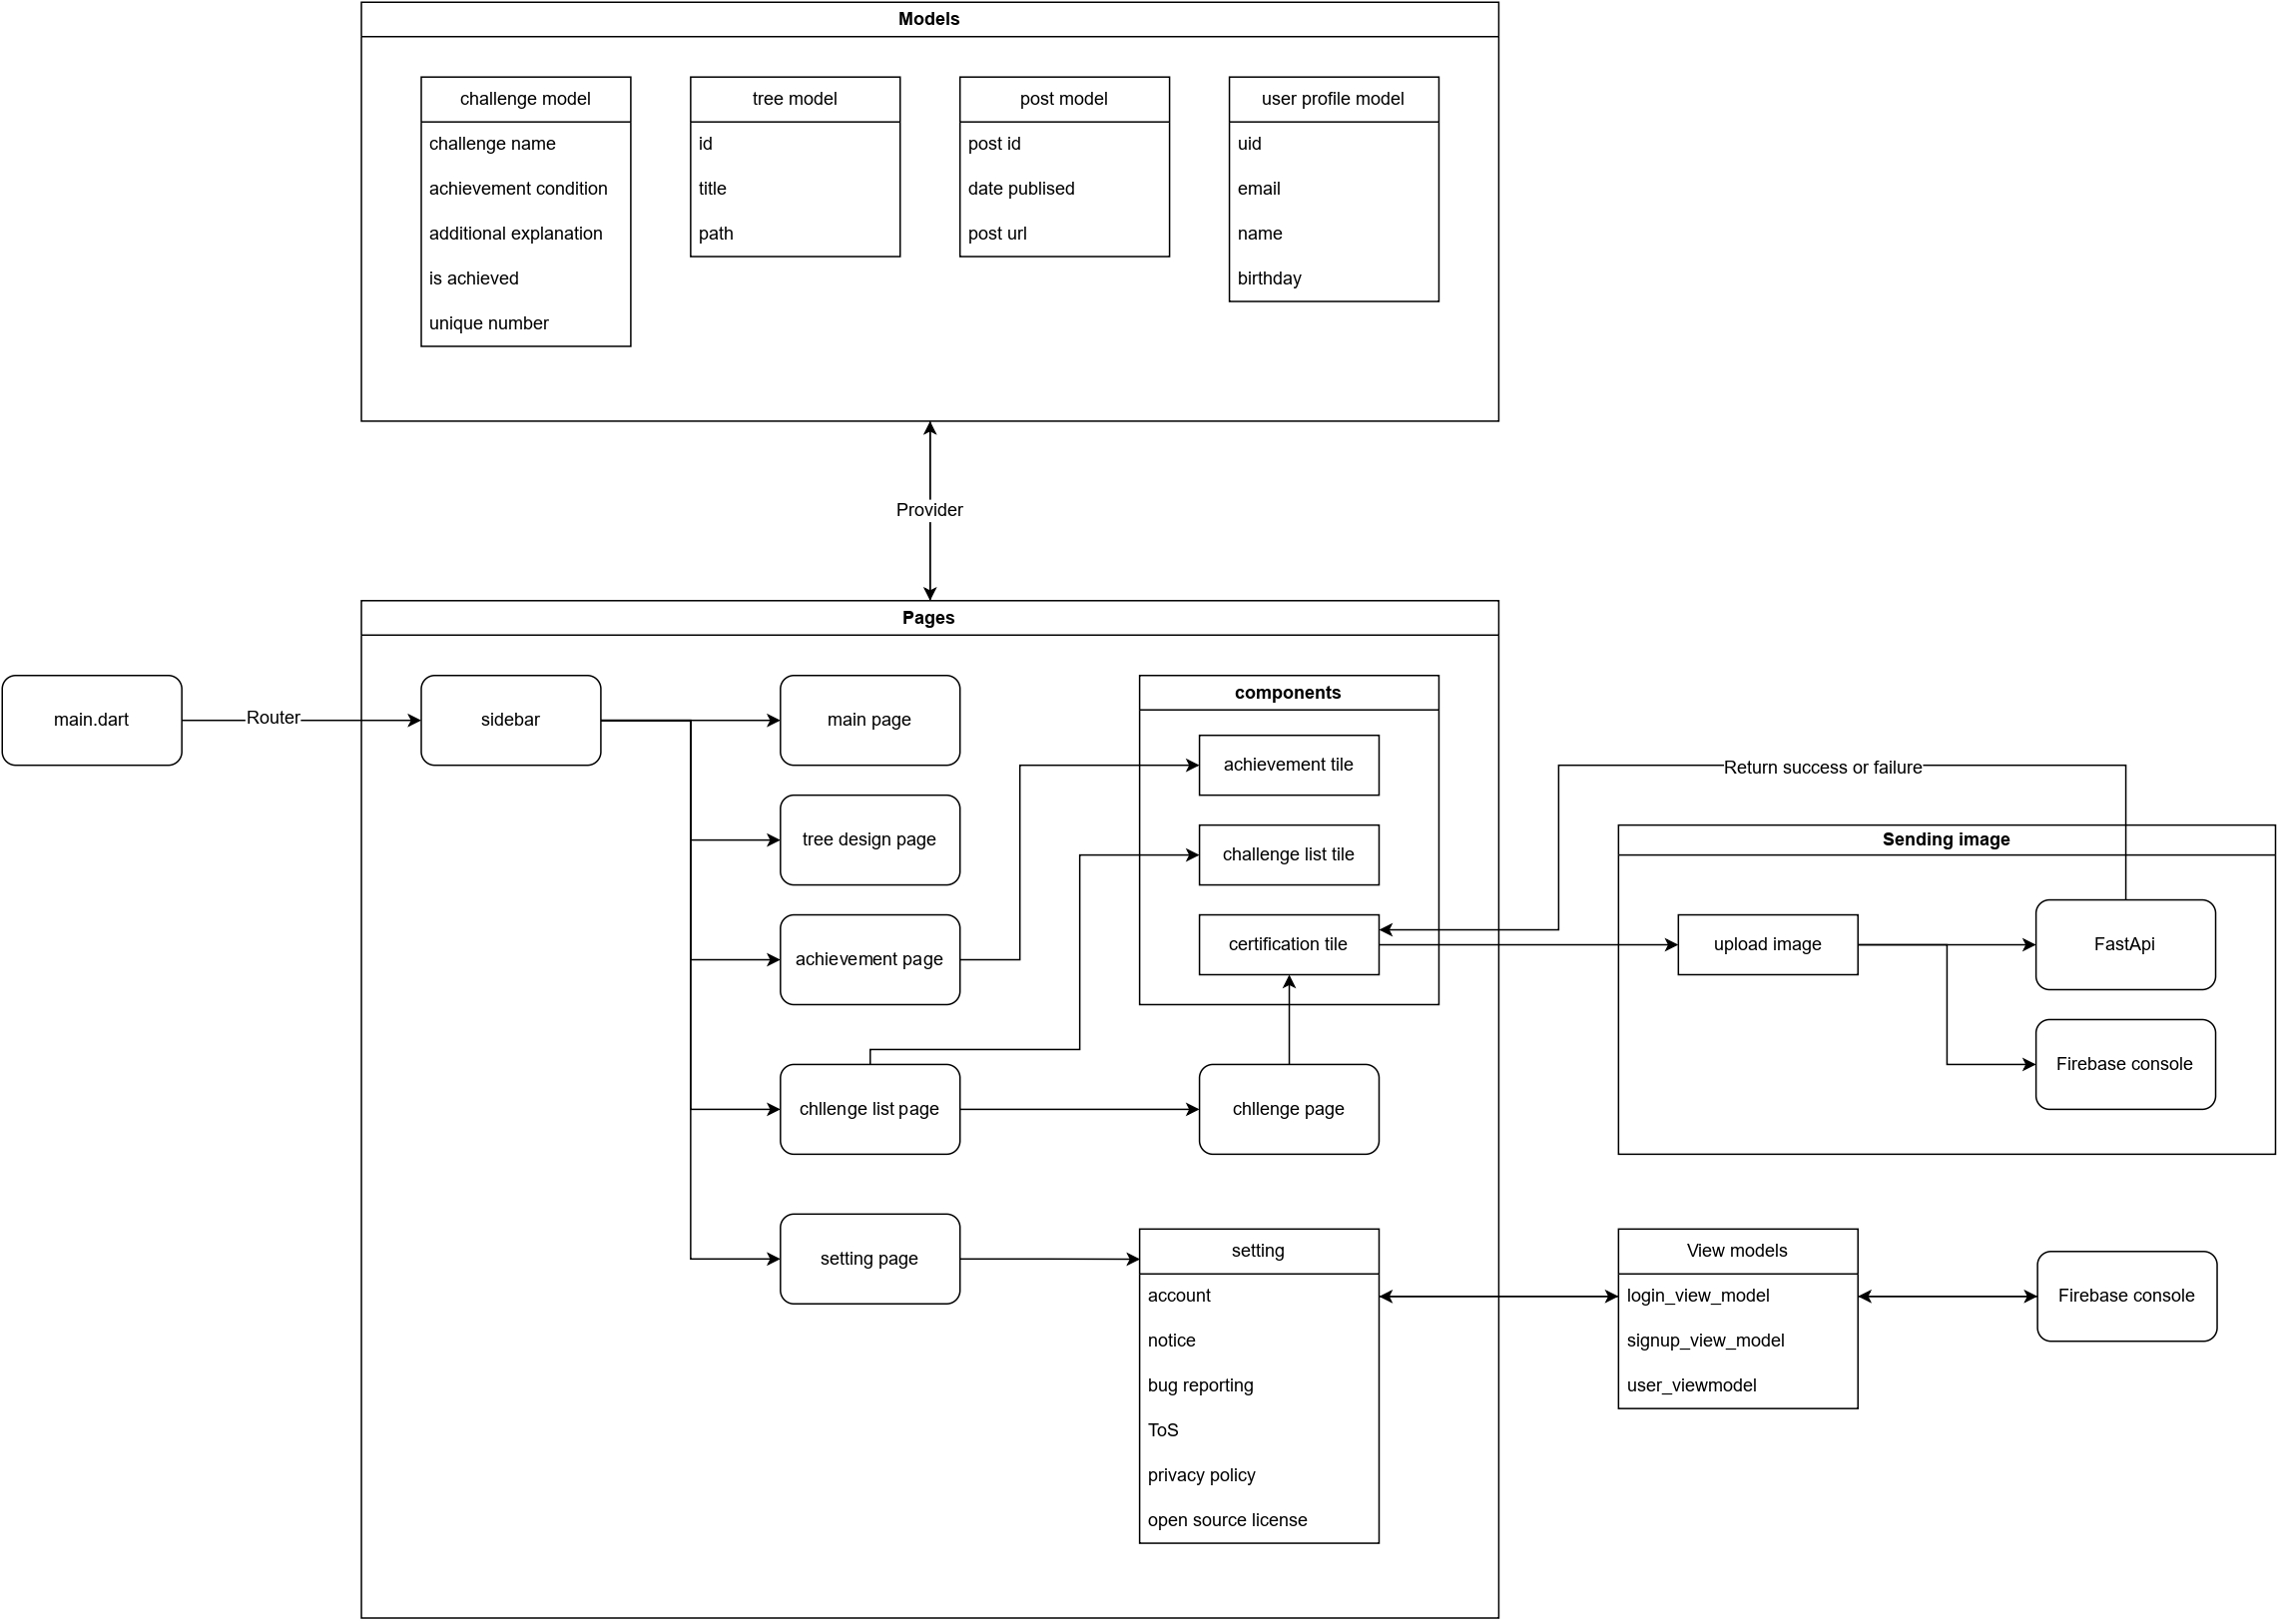 Models
challenge model
challenge name
achievement condition
additional explanation
is achieved
unique number
tree model
id
title
path
post model
post id
date publised
post url
user profile model
uid
email
name
birthday
Provider
Pages
main.dart
Router
sidebar
main page
tree design page
achievement page
chllenge list page
setting page
components
achievement tile
challenge list tile
certification tile
chllenge page
setting
account
notice
bug reporting
ToS
privacy policy
open source license
Return success or failure
Sending image
upload image
FastApi
Firebase console
View models
login_view_model
signup_view_model
user_viewmodel
Firebase console